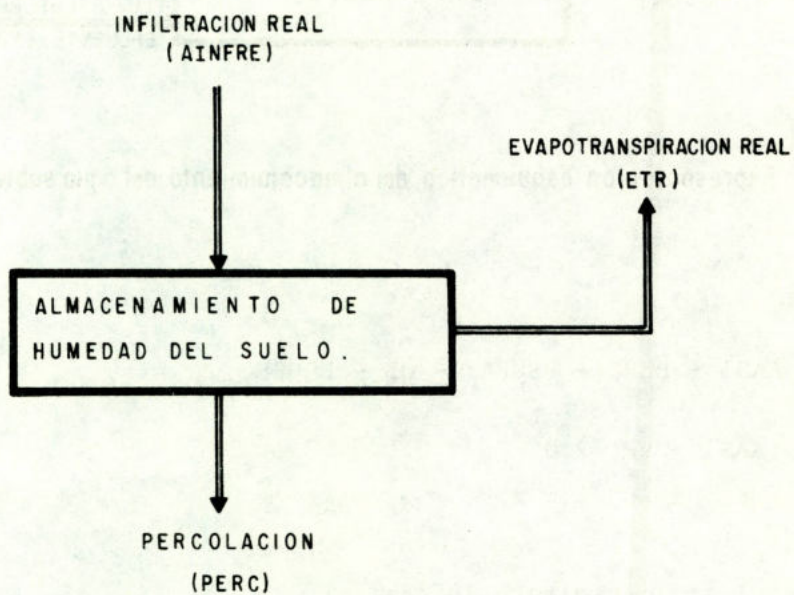 INFILTRACION REAL
(AINFRE)
EVAPOTRANSPIRACION REAL
(ETR)
ALMACENAMIENTO DE
HUMEDAD DEL SUELO.
PERCOLACION
(PERC)